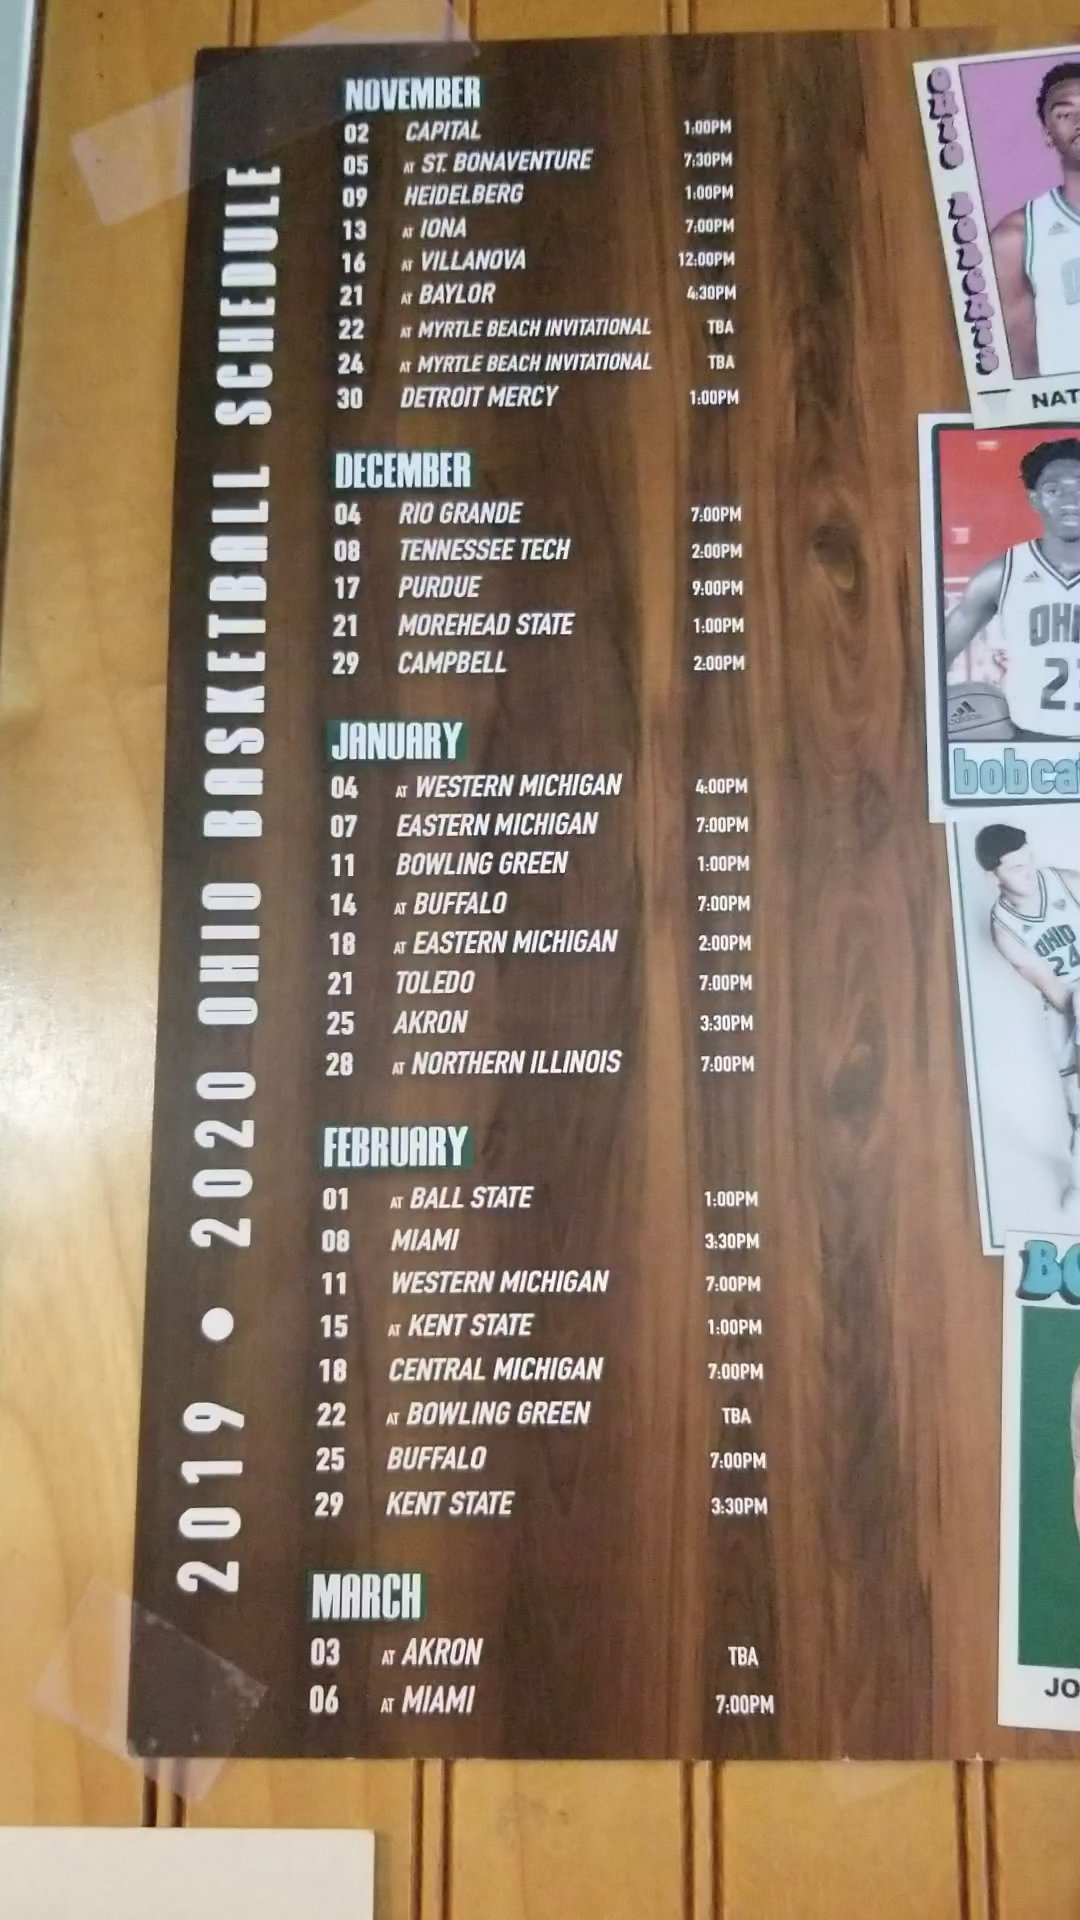 2019 • 2020 OHIO BASKETBALL SCHEDULE
NOVEMBER
02 CAPITAL 1:00PM
05 AT ST. BONAVENTURE 7:30PM
09 HEIDELBERG 1:00PM
13 AT IONA 7:00PM
16 AT VILLANOVA 12:00PM
21 AT BAYLOR 4:30PM
22 AT MYRTLE BEACH INVITATIONAL TBA
24 AT MYRTLE BEACH INVITATIONAL TBA
30 DETROIT MERCY 1:00PM
DECEMBER
04 RIO GRANDE 7:00PM
08 TENNESSEE TECH 2:00PM
17 PURDUE 9:00PM
21 MOREHEAD STATE 1:00PM
29 CAMPBELL 2:00PM
JANUARY
04 AT WESTERN MICHIGAN 4:00PM
07 EASTERN MICHIGAN 7:00PM
11 BOWLING GREEN 1:00PM
14 AT BUFFALO 7:00PM
18 AT EASTERN MICHIGAN 2:00PM
21 TOLEDO 7:00PM
25 AKRON 3:30PM
28 AT NORTHERN ILLINOIS 7:00PM
FEBRUARY
01 AT BALL STATE 1:00PM
08 MIAMI 3:30PM
11 WESTERN MICHIGAN 7:00PM
15 AT KENT STATE 1:00PM
18 CENTRAL MICHIGAN 7:00PM
22 AT BOWLING GREEN TBA
25 BUFFALO 7:00PM
29 KENT STATE 3:30PM
MARCH
03 AT AKRON TBA
06 AT MIAMI 7:00PM
OHIO BOBCATS
NAT
OHI
23
bobca
OHIO
24
BO
JO